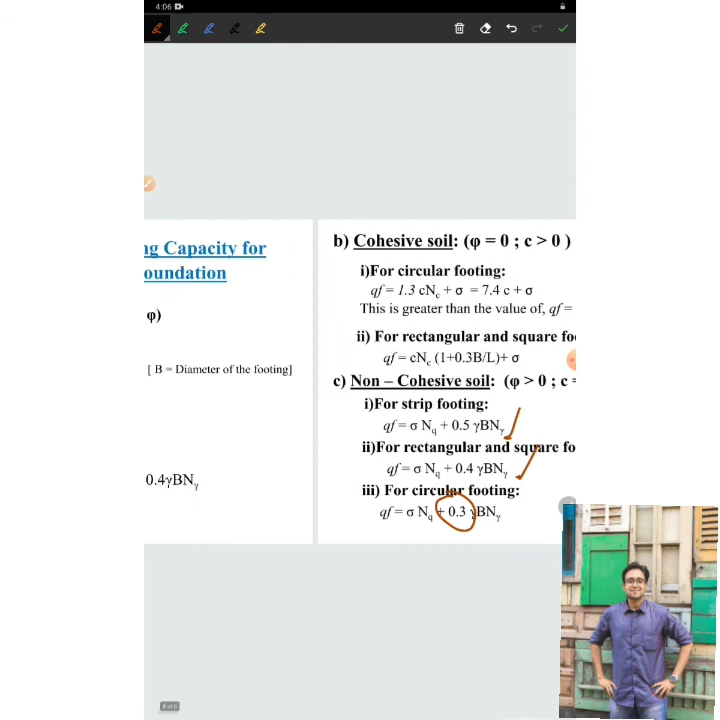 4:06
ng Capacity for
oundation
φ)
[ B = Diameter of the footing]
0.4γBNγ
b) Cohesive soil: (φ = 0 ; c > 0 )
i)For circular footing:
qf = 1.3 cNc + σ = 7.4 c + σ
This is greater than the value of, qf =
ii) For rectangular and square fo
qf = cNc (1+0.3B/L)+ σ
c) Non – Cohesive soil: (φ > 0 ; c =
i)For strip footing:
qf = σ Nq + 0.5 γBNγ
ii)For rectangular and square fo
qf = σ Nq + 0.4 γBNγ
iii) For circular footing:
qf = σ Nq + 0.3 γBNγ